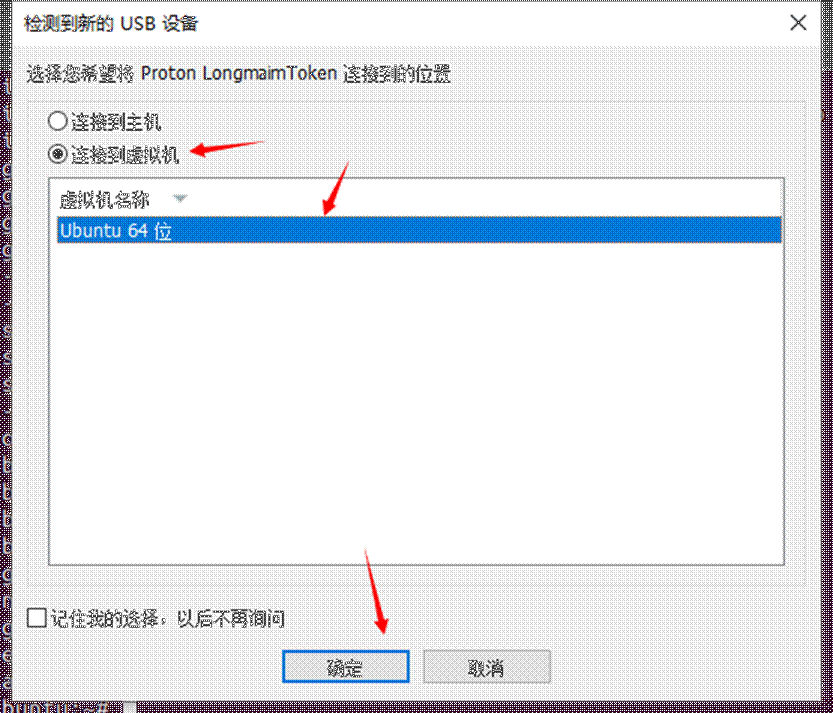 检测到新的 USB 设备
选择您希望将 Proton LongmaimToken 连接到的位置
连接到主机
连接到虚拟机
虚拟机名称
Ubuntu 64 位
记住我的选择，以后不再询问
确定 取消